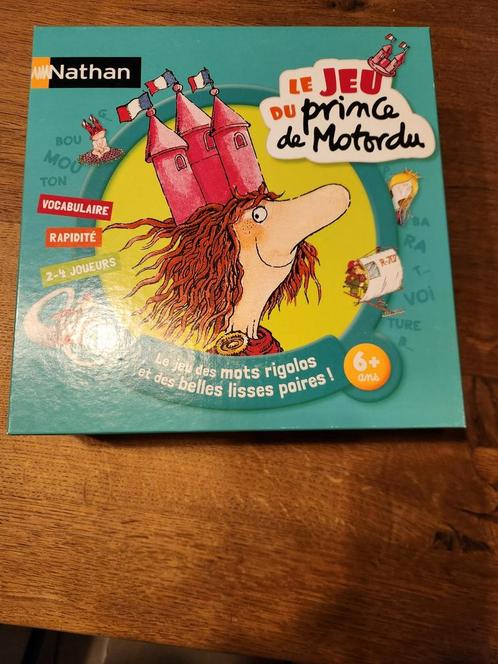 Nathan
LE JEU
DU prince
de Motordu
BOU
MOU
TON
VOCABULAIRE
RAPIDITÉ
2-4 JOUEURS
BA
RA
T
VOI
TURE
B
Le jeu des mots rigolos
et des belles lisses poires !
6+
ans